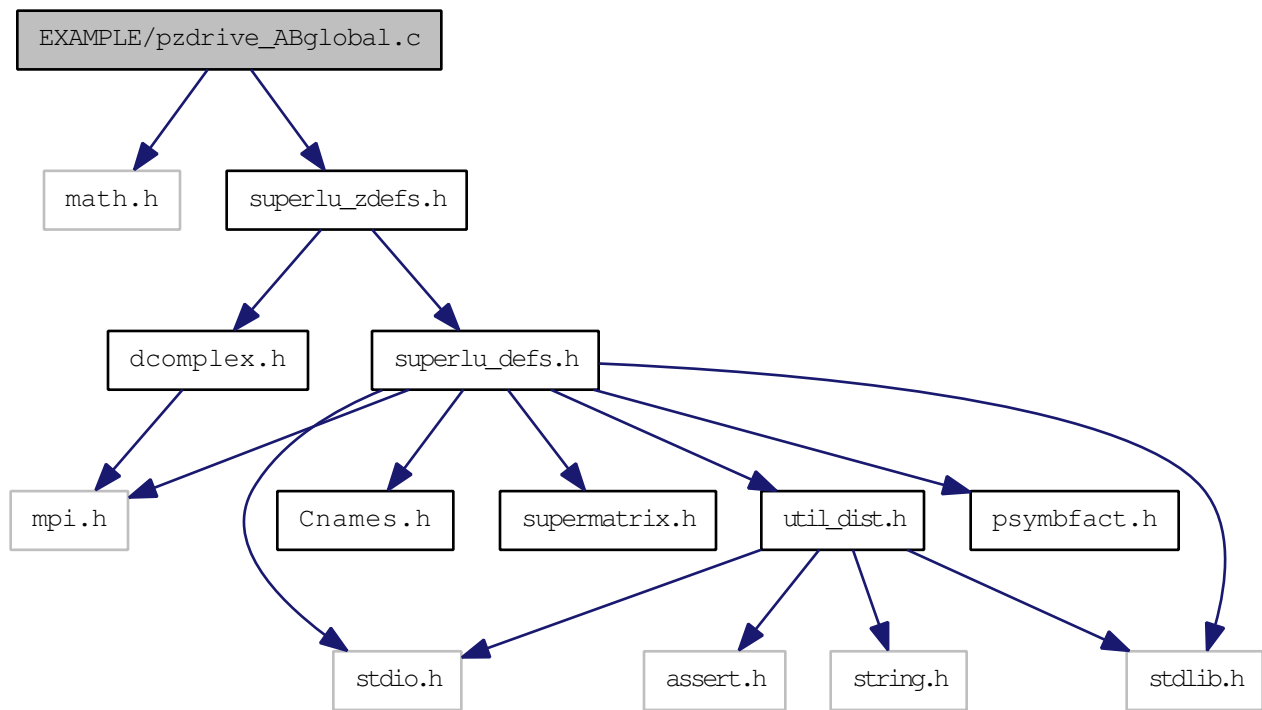 EXAMPLE/pzdrive_ABglobal.c
math.h
superlu_zdefs.h
dcomplex.h
superlu_defs.h
mpi.h
Cnames.h
supermatrix.h
util_dist.h
psymbfact.h
stdio.h
assert.h
string.h
stdlib.h